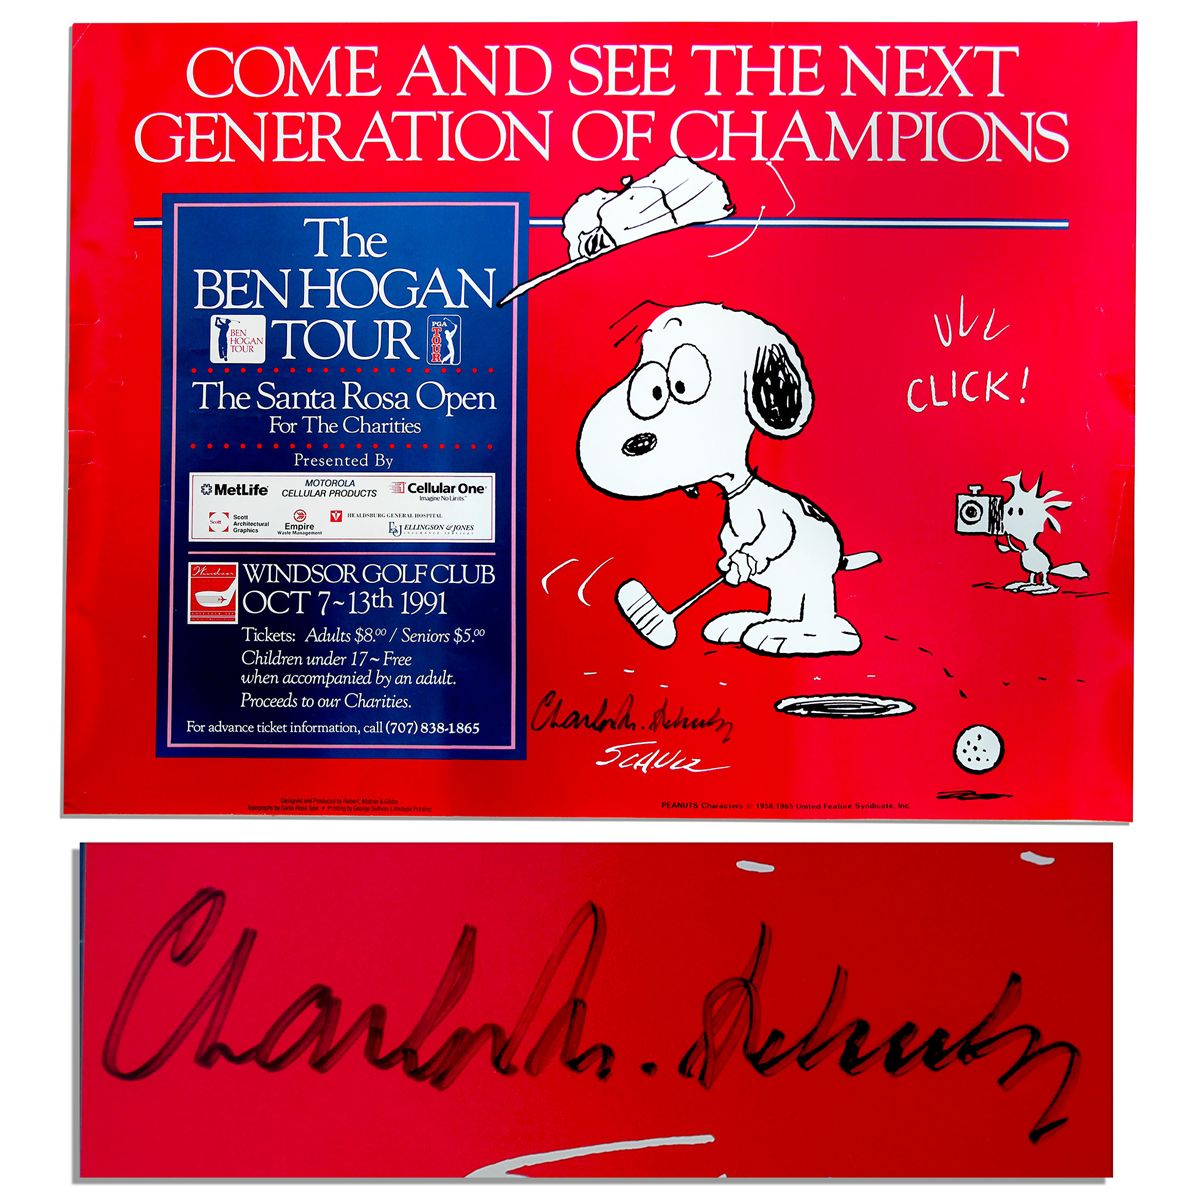 COME AND SEE THE NEXT
GENERATION OF CHAMPIONS
The
BEN HOGAN
TOUR
BEN
HOGAN
TOUR
PGA
TOUR
The Santa Rosa Open
For The Charities
Presented By
MetLife
MOTOROLA
CELLULAR PRODUCTS
Cellular One
Imagine No Limits
Scott
Scott
Architectural
Graphics
Empire
Waste Management
HEALDSBURG GENERAL HOSPITAL
ELLINGSON & JONES
INSURANCE SERVICES
Windsor
WINDSOR GOLF CLUB
OCT 7~13th 1991
Tickets: Adults $8.00 / Seniors $5.00
Children under 17 ~ Free
when accompanied by an adult.
Proceeds to our Charities.
For advance ticket information, call (707) 838-1865
CLICK!
Charles M. Schulz
SCHULZ
PEANUTS Characters © 1958,1965 United Feature Syndicate, Inc.
Charles M. Schulz